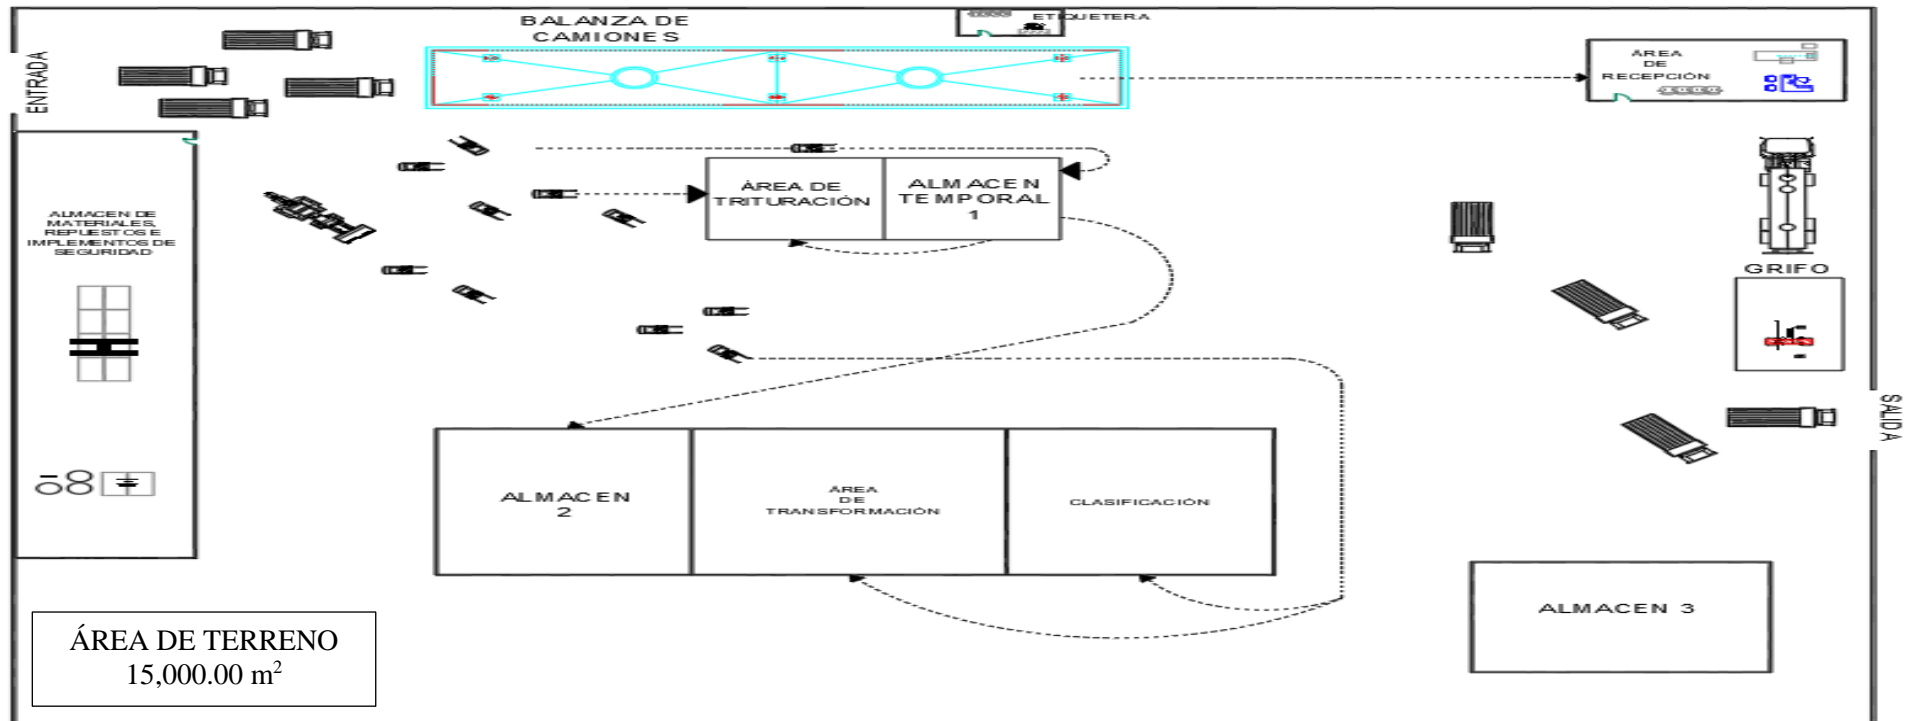 BALANZA DE
CAMIONES
ETIQUETERA
ENTRADA
ÁREA
DE
RECEPCIÓN
ÁREA DE
TRITURACIÓN
ALMACEN
TEMPORAL
1
ALMACEN DE
MATERIALES,
REPUESTOS E
IMPLEMENTOS DE
SEGURIDAD
GRIFO
SALIDA
ALMACEN
2
ÁREA
DE
TRANSFORMACIÓN
CLASIFICACIÓN
ALMACEN 3
ÁREA DE TERRENO
15,000.00 m²